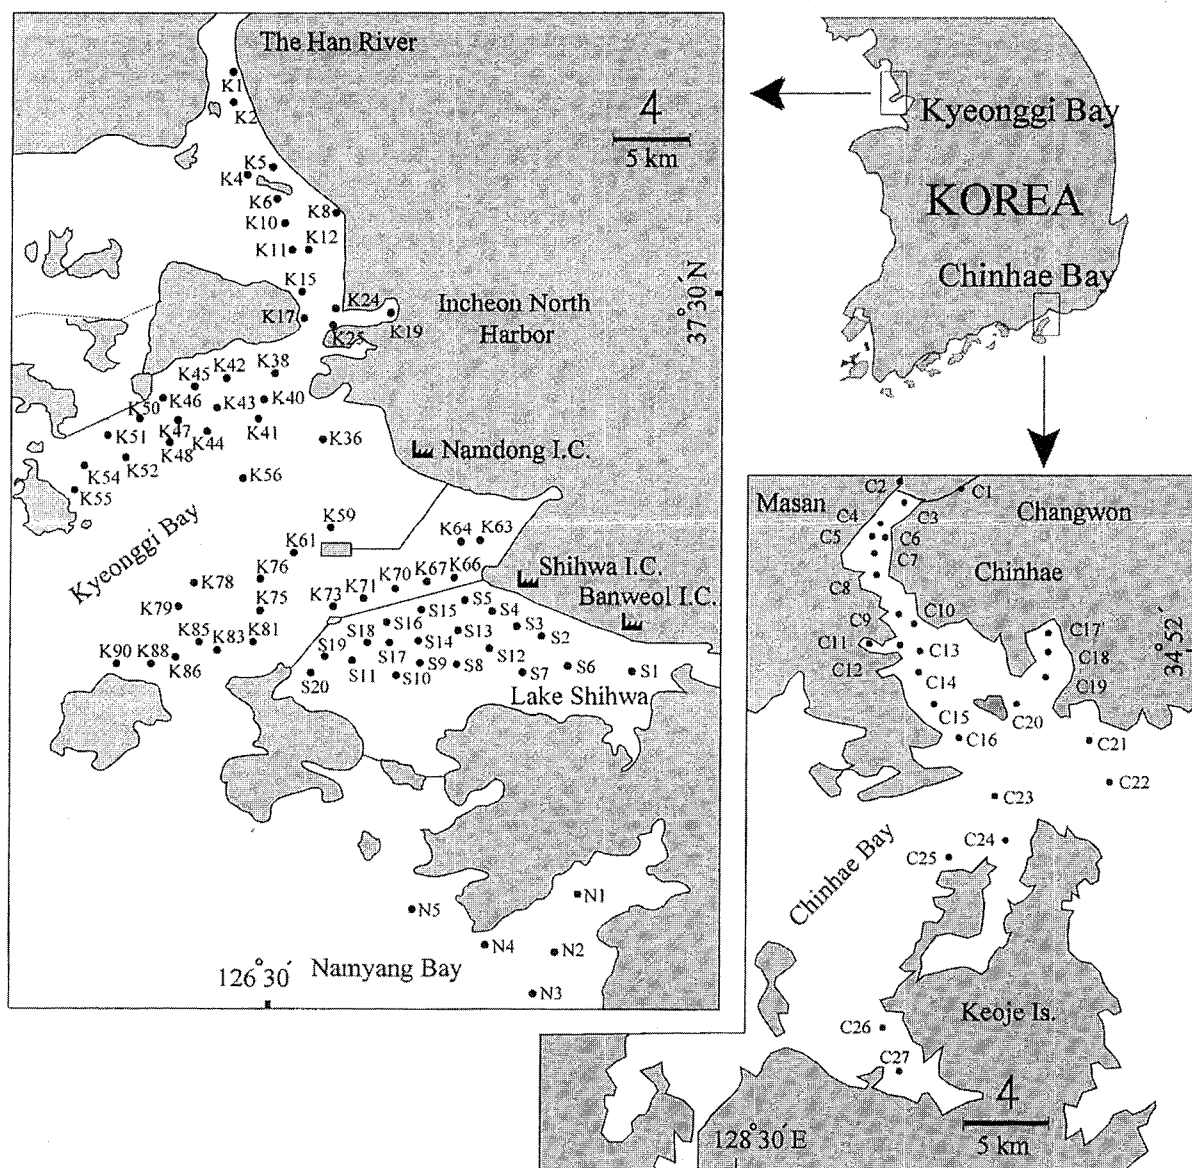 The Han River
K1
K2
4
5 km
K5
K4
K6
K8
K10
K11
K12
K15
K24
K17
K25
K19
Incheon North
Harbor
37°30′N
K38
K42
K45
K46
K43
K40
K50
K47
K44
K41
K51
K48
K36
K52
K54
K55
K56
Namdong I.C.
Kyeonggi Bay
K59
K61
K64
K63
K76
K78
K70
K67
K66
K71
K73
K75
K79
Shihwa I.C.
Banweol I.C.
S5
S4
S15
S16
S3
S13
S2
S18
S14
S12
S19
S17
S9
S8
S6
S1
S20
S11
S10
S7
K85
K83
K81
K90
K88
K86
Lake Shihwa
N1
N5
N4
N2
N3
126°30′
Namyang Bay
Kyeonggi Bay
KOREA
Chinhae Bay
Masan
C2
C1
C4
C3
Changwon
C5
C6
C7
Chinhae
C8
C9
C10
C11
C13
C12
C17
C18
C14
C19
34°52′
C15
C20
C16
C21
C22
C23
C24
C25
Chinhae Bay
C26
Keoje Is.
C27
4
5 km
128°30′E